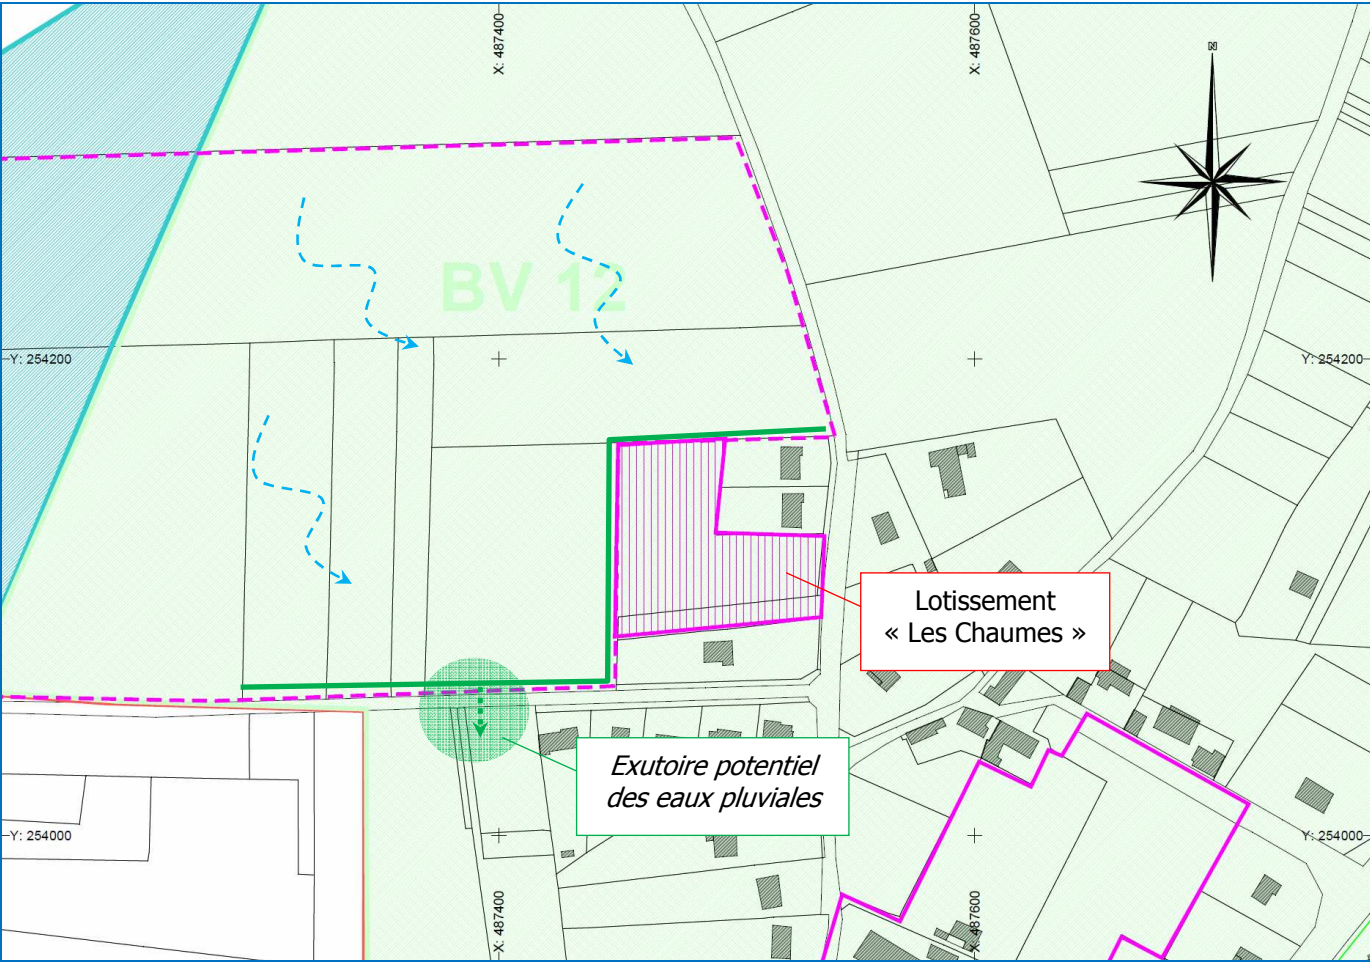 X: 487400
X: 487600
N
BV 12
Y: 254200
Y: 254200
Lotissement
« Les Chaumes »
Exutoire potentiel
des eaux pluviales
Y: 254000
Y: 254000
X: 487400
X: 487600